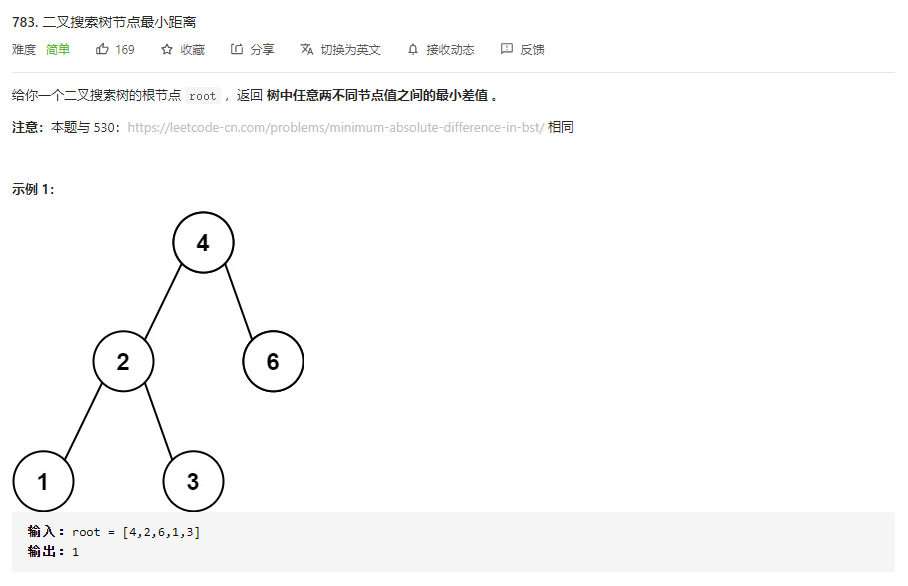 783. 二叉搜索树节点最小距离
难度 简单 169 收藏 分享 切换为英文 接收动态 反馈
给你一个二叉搜索树的根节点 root ，返回 树中任意两不同节点值之间的最小差值 。
注意：本题与 530：https://leetcode-cn.com/problems/minimum-absolute-difference-in-bst/ 相同
示例 1：
4
2 6
1 3
输入：root = [4,2,6,1,3]
输出：1